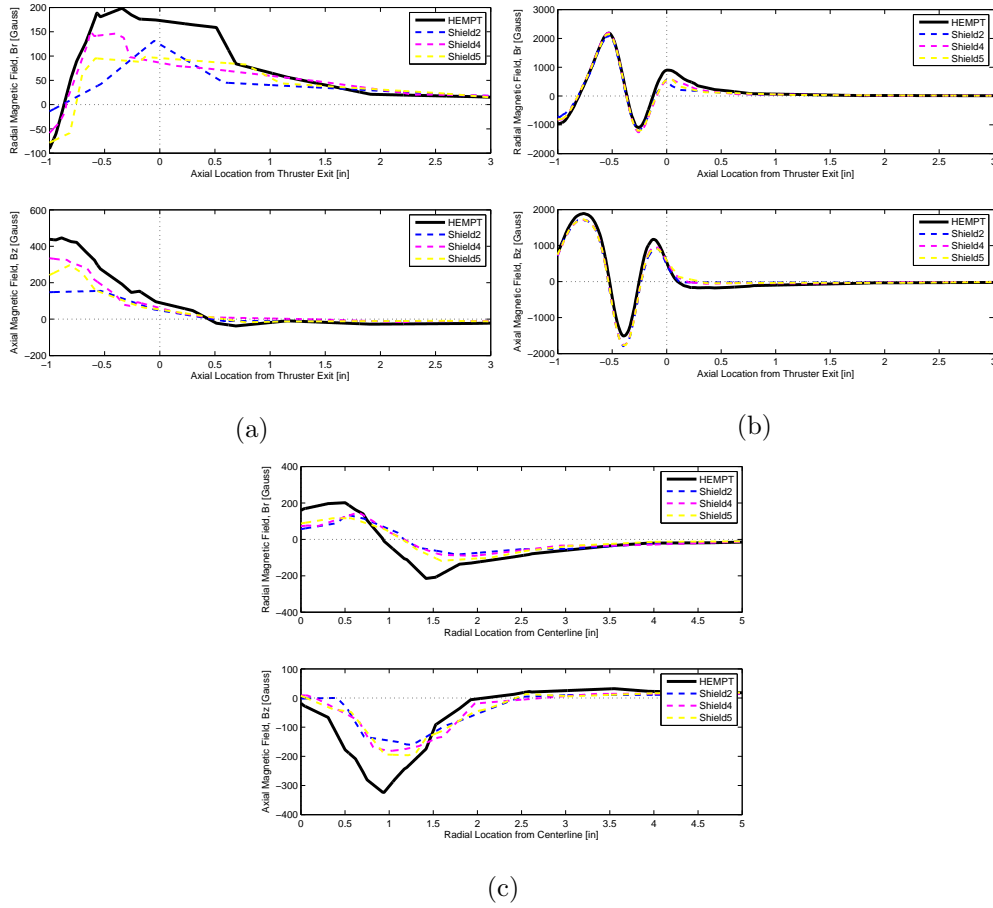 200
150
100
50
0
−50
−100
Radial Magnetic Field, Br [Gauss]
−1 −0.5 0 0.5 1 1.5 2 2.5 3
Axial Location from Thruster Exit [in]
HEMPT
Shield2
Shield4
Shield5
600
400
200
0
−200
Axial Magnetic Field, Bz [Gauss]
−1 −0.5 0 0.5 1 1.5 2 2.5 3
Axial Location from Thruster Exit [in]
HEMPT
Shield2
Shield4
Shield5
(a)
3000
2000
1000
0
−1000
−2000
Radial Magnetic Field, Br [Gauss]
−1 −0.5 0 0.5 1 1.5 2 2.5 3
Axial Location from Thruster Exit [in]
HEMPT
Shield2
Shield4
Shield5
2000
1000
0
−1000
−2000
Axial Magnetic Field, Bz [Gauss]
−1 −0.5 0 0.5 1 1.5 2 2.5 3
Axial Location from Thruster Exit [in]
HEMPT
Shield2
Shield4
Shield5
(b)
400
200
0
−200
−400
Radial Magnetic Field, Br [Gauss]
0 0.5 1 1.5 2 2.5 3 3.5 4 4.5 5
Radial Location from Centerline [in]
HEMPT
Shield2
Shield4
Shield5
100
0
−100
−200
−300
−400
Axial Magnetic Field, Bz [Gauss]
0 0.5 1 1.5 2 2.5 3 3.5 4 4.5 5
Radial Location from Centerline [in]
HEMPT
Shield2
Shield4
Shield5
(c)